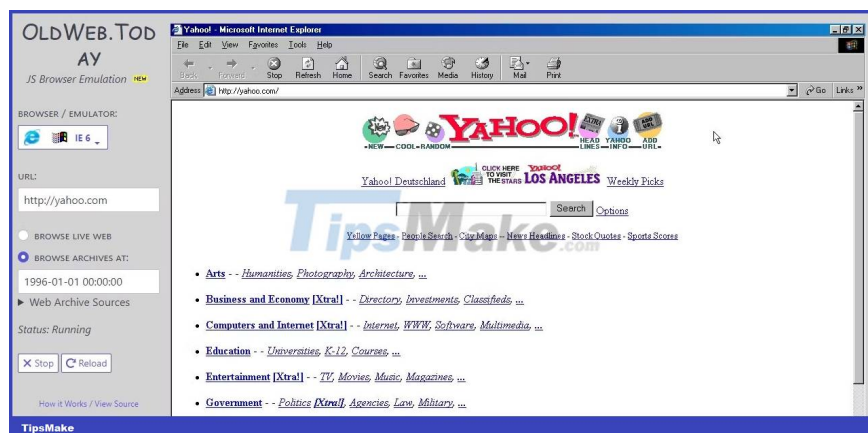 OLDWEB.TOD
AY
JS Browser Emulation NEW
BROWSER / EMULATOR:
IE 6
URL:
http://yahoo.com
BROWSE LIVE WEB
BROWSE ARCHIVES AT:
1996-01-01 00:00:00
Web Archive Sources
Status: Running
Stop Reload
How it Works / View Source
Yahoo! - Microsoft Internet Explorer
File Edit View Favorites Tools Help
Back Forward Stop Refresh Home Search Favorites Media History Mail Print
Address http://yahoo.com/ Go Links »
YAHOO!
NEW COOL RANDOM HEAD LINES YAHOO INFO ADD URL
Yahoo! Deutschland CLICK HERE TO VISIT THE STARS YAHOO! LOS ANGELES Weekly Picks
Search Options
Yellow Pages - People Search - City Maps -- News Headlines - Stock Quotes - Sports Scores
TipsMake.com
Arts - - Humanities, Photography, Architecture, ...
Business and Economy [Xtra!] - - Directory, Investments, Classifieds, ...
Computers and Internet [Xtra!] - - Internet, WWW, Software, Multimedia, ...
Education - - Universities, K-12, Courses, ...
Entertainment [Xtra!] - - TV, Movies, Music, Magazines, ...
Government - - Politics [Xtra!], Agencies, Law, Military, ...
TipsMake